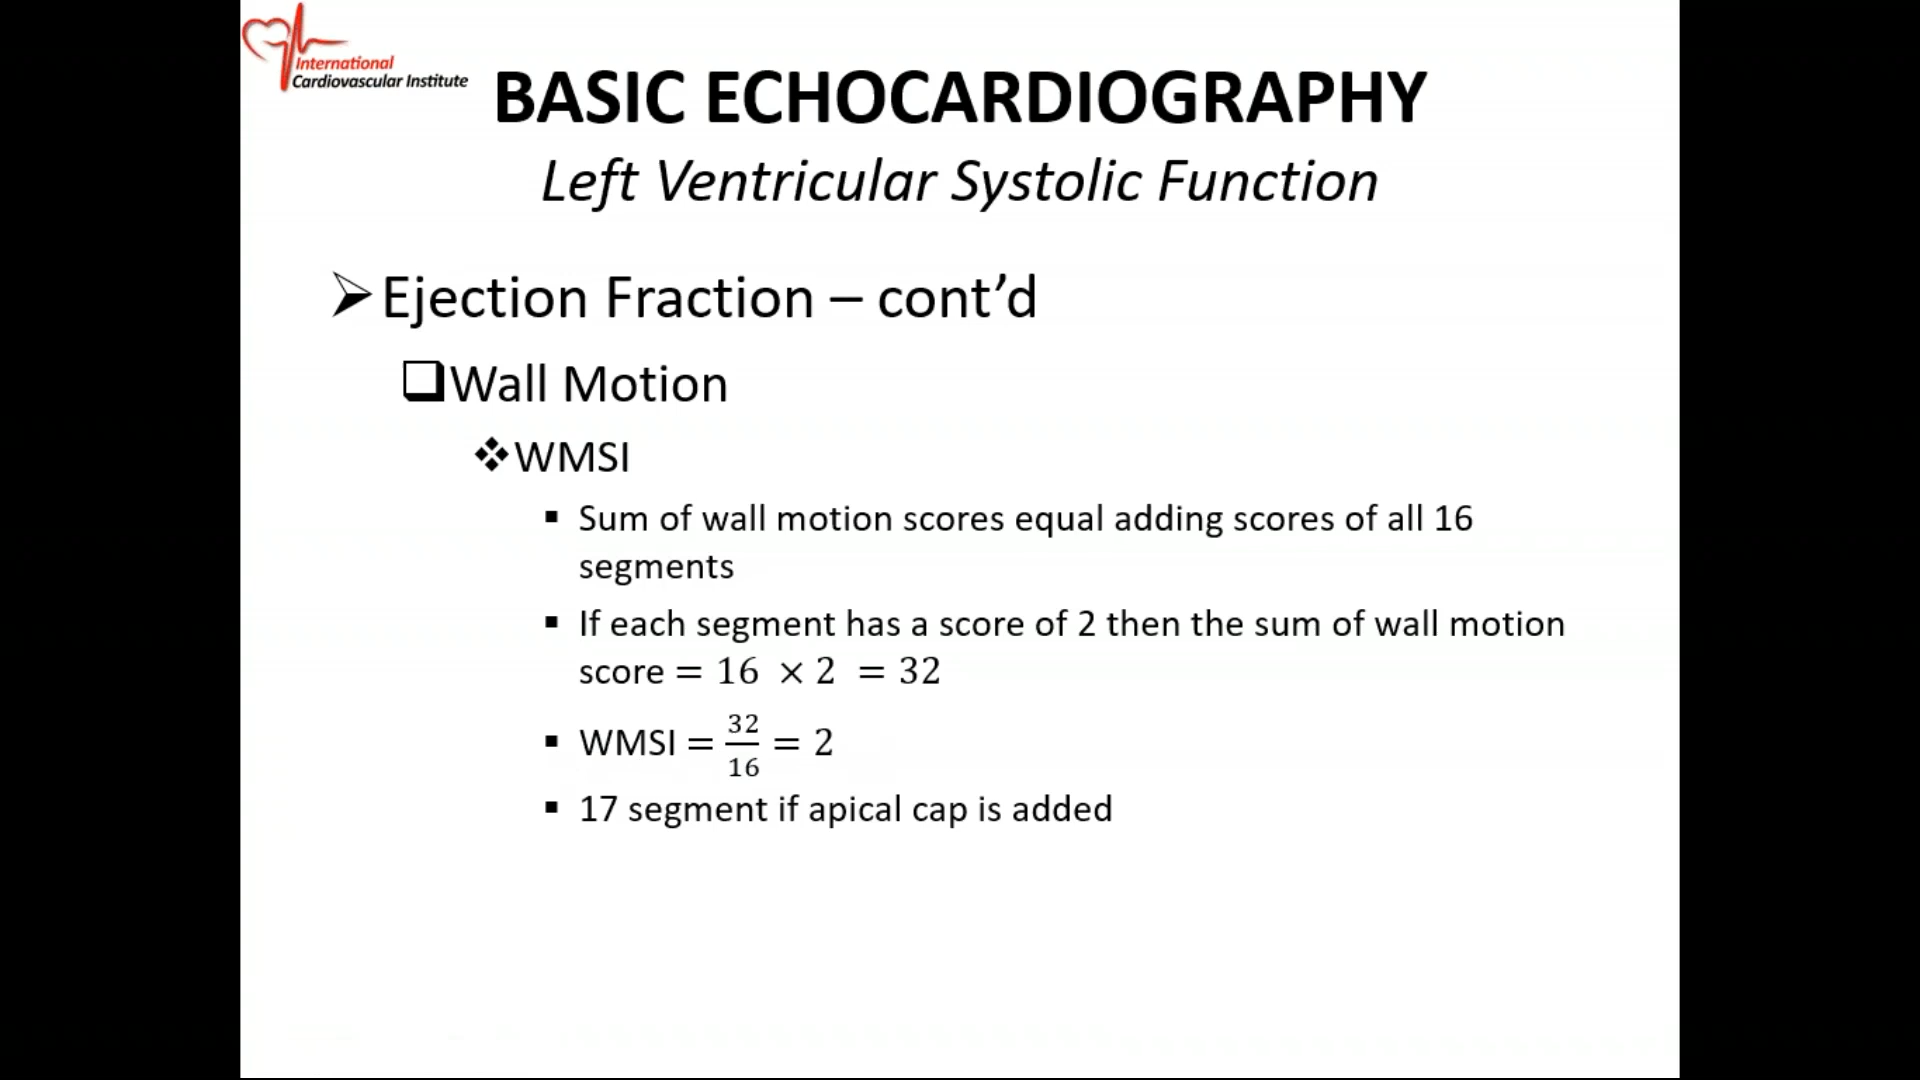 International
Cardiovascular Institute
BASIC ECHOCARDIOGRAPHY
Left Ventricular Systolic Function
➢Ejection Fraction – cont’d
❑Wall Motion
❖WMSI
▪ Sum of wall motion scores equal adding scores of all 16
segments
▪ If each segment has a score of 2 then the sum of wall motion
score = 16 × 2 = 32
▪ WMSI = 32/16 = 2
▪ 17 segment if apical cap is added